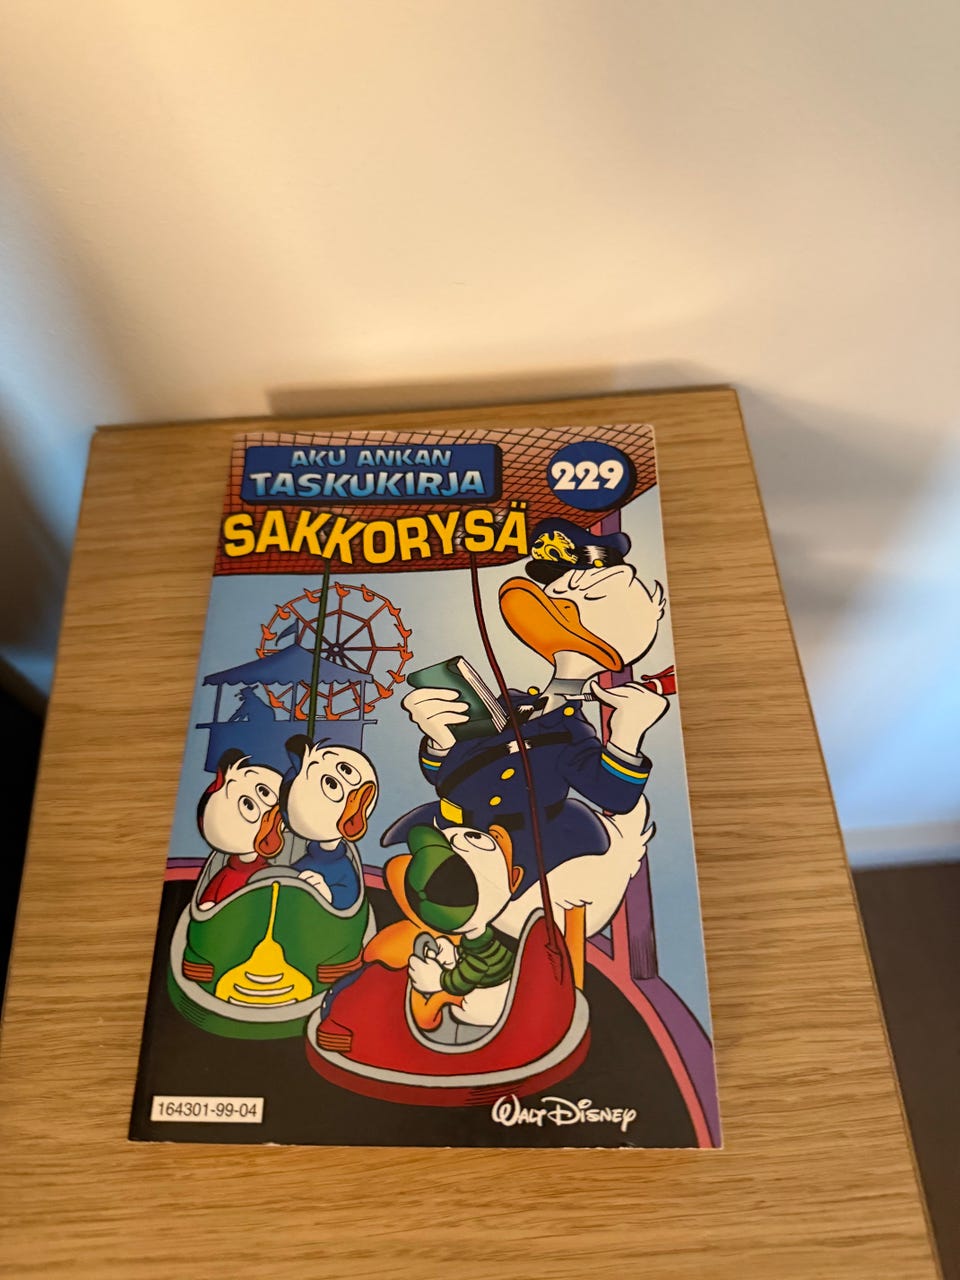 AKU ANKAN
TASKUKIRJA
229
SAKKORYSÄ
164301-99-04
WALT DISNEY